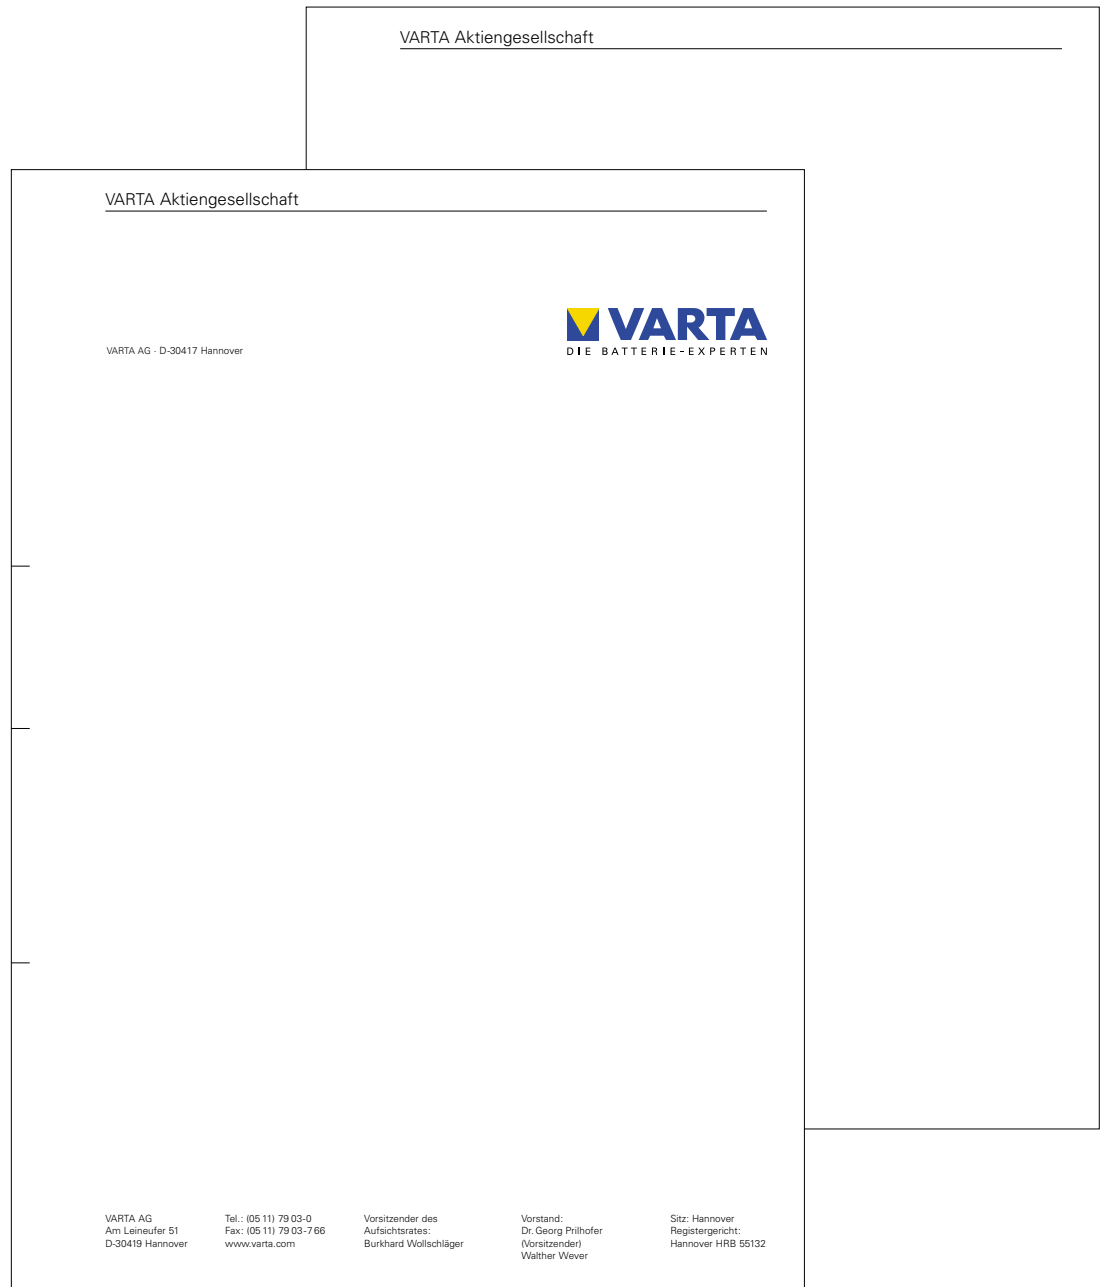 VARTA Aktiengesellschaft
VARTA Aktiengesellschaft
VARTA
DIE BATTERIE-EXPERTEN
VARTA AG · D-30417 Hannover
VARTA AG
Am Leineufer 51
D-30419 Hannover
Tel.: (05 11) 79 03-0
Fax: (05 11) 79 03-7 66
www.varta.com
Vorsitzender des
Aufsichtsrates:
Burkhard Wollschläger
Vorstand:
Dr. Georg Prilhofer
(Vorsitzender)
Walther Wever
Sitz: Hannover
Registergericht:
Hannover HRB 55132